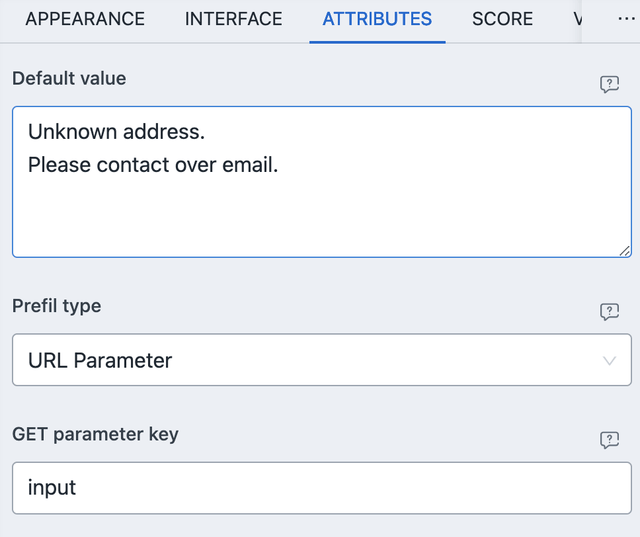 APPEARANCE INTERFACE ATTRIBUTES SCORE
Default value
Unknown address.
Please contact over email.
Prefil type
URL Parameter
GET parameter key
input